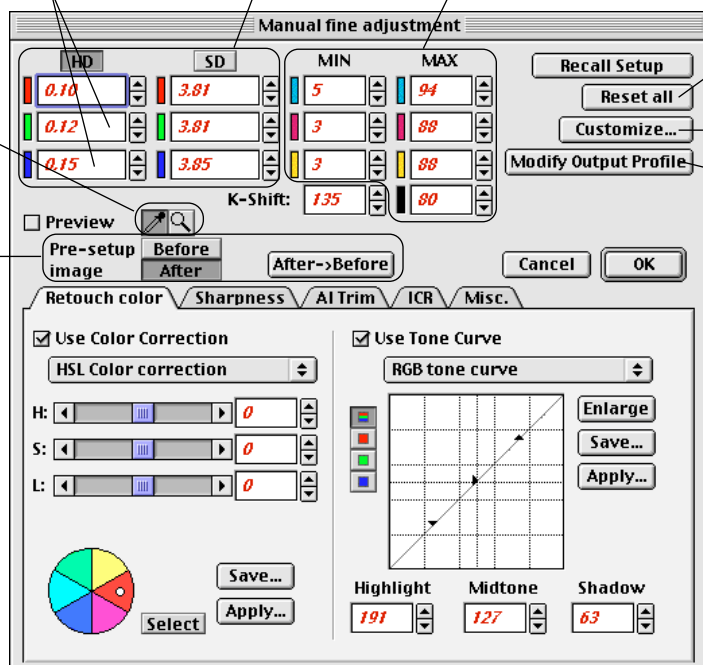 Manual fine adjustment
HD SD MIN MAX
0.10 3.81 5 94
0.12 3.81 3 88
0.15 3.85 3 88
K-Shift: 135 80
Recall Setup
Reset all
Customize...
Modify Output Profile
Preview
Pre-setup image Before After After->Before Cancel OK
Retouch color Sharpness AI Trim ICR Misc.
Use Color Correction
HSL Color correction
H: 0
S: 0
L: 0
Save...
Apply...
Select
Use Tone Curve
RGB tone curve
Enlarge
Save...
Apply...
Highlight Midtone Shadow
191 127 63